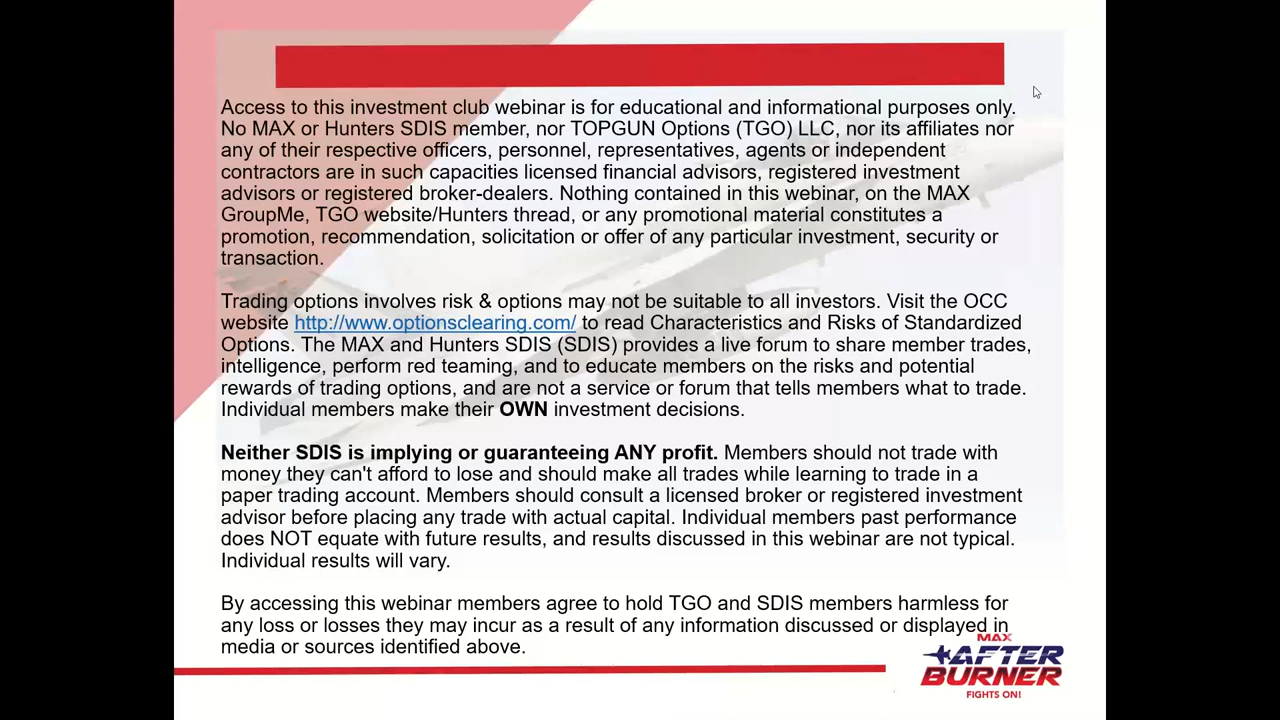 Access to this investment club webinar is for educational and informational purposes only.
No MAX or Hunters SDIS member, nor TOPGUN Options (TGO) LLC, nor its affiliates nor
any of their respective officers, personnel, representatives, agents or independent
contractors are in such capacities licensed financial advisors, registered investment
advisors or registered broker-dealers. Nothing contained in this webinar, on the MAX
GroupMe, TGO website/Hunters thread, or any promotional material constitutes a
promotion, recommendation, solicitation or offer of any particular investment, security or
transaction.
Trading options involves risk & options may not be suitable to all investors. Visit the OCC
website http://www.optionsclearing.com/ to read Characteristics and Risks of Standardized
Options. The MAX and Hunters SDIS (SDIS) provides a live forum to share member trades,
intelligence, perform red teaming, and to educate members on the risks and potential
rewards of trading options, and are not a service or forum that tells members what to trade.
Individual members make their OWN investment decisions.
Neither SDIS is implying or guaranteeing ANY profit. Members should not trade with
money they can't afford to lose and should make all trades while learning to trade in a
paper trading account. Members should consult a licensed broker or registered investment
advisor before placing any trade with actual capital. Individual members past performance
does NOT equate with future results, and results discussed in this webinar are not typical.
Individual results will vary.
By accessing this webinar members agree to hold TGO and SDIS members harmless for
any loss or losses they may incur as a result of any information discussed or displayed in
media or sources identified above.
MAX
AFTER
BURNER
FIGHTS ON!